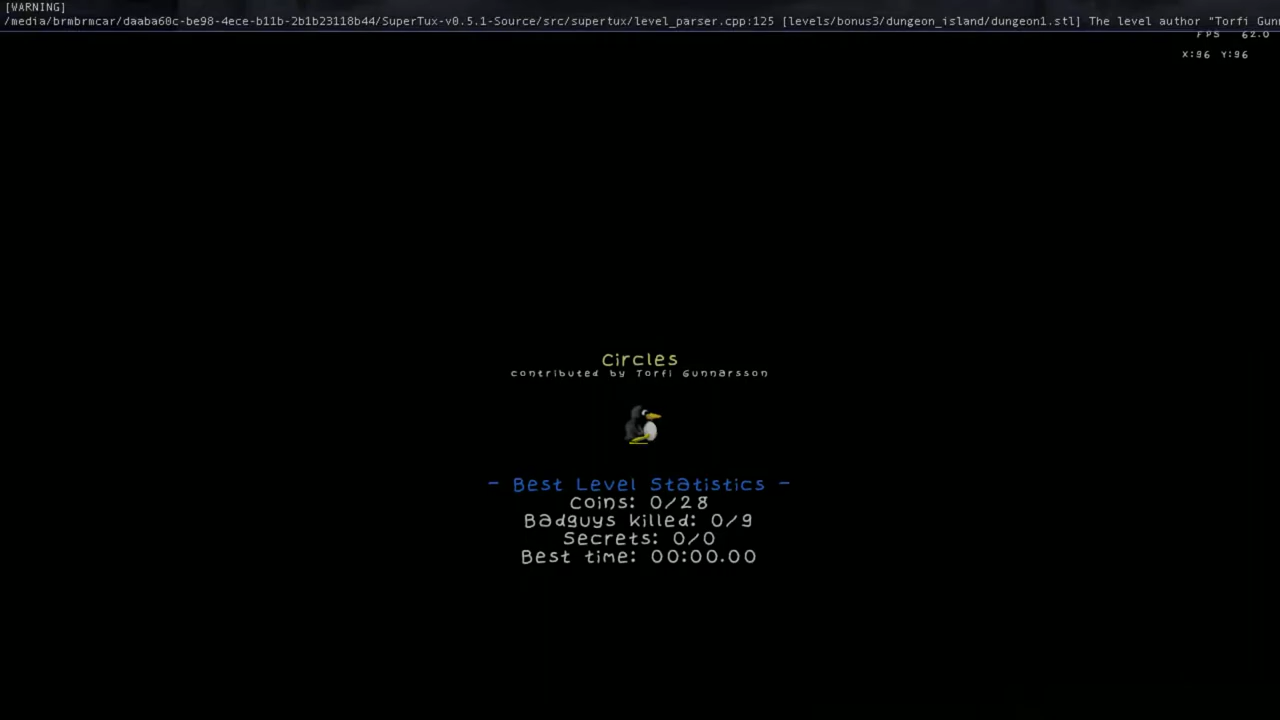 [WARNING]
/media/brmbrmcar/daaba60c-be98-4ece-b11b-2b1b23118b44/SuperTux-v0.5.1-Source/src/supertux/level_parser.cpp:125 [levels/bonus3/dungeon_island/dungeon1.stl] The level author "Torfi Gun
FPS 62.0
X:96 Y:96
Circles
contributed by Torfi Gunnarsson
- Best Level Statistics -
Coins: 0/28
Badguys killed: 0/9
Secrets: 0/0
Best time: 00:00.00